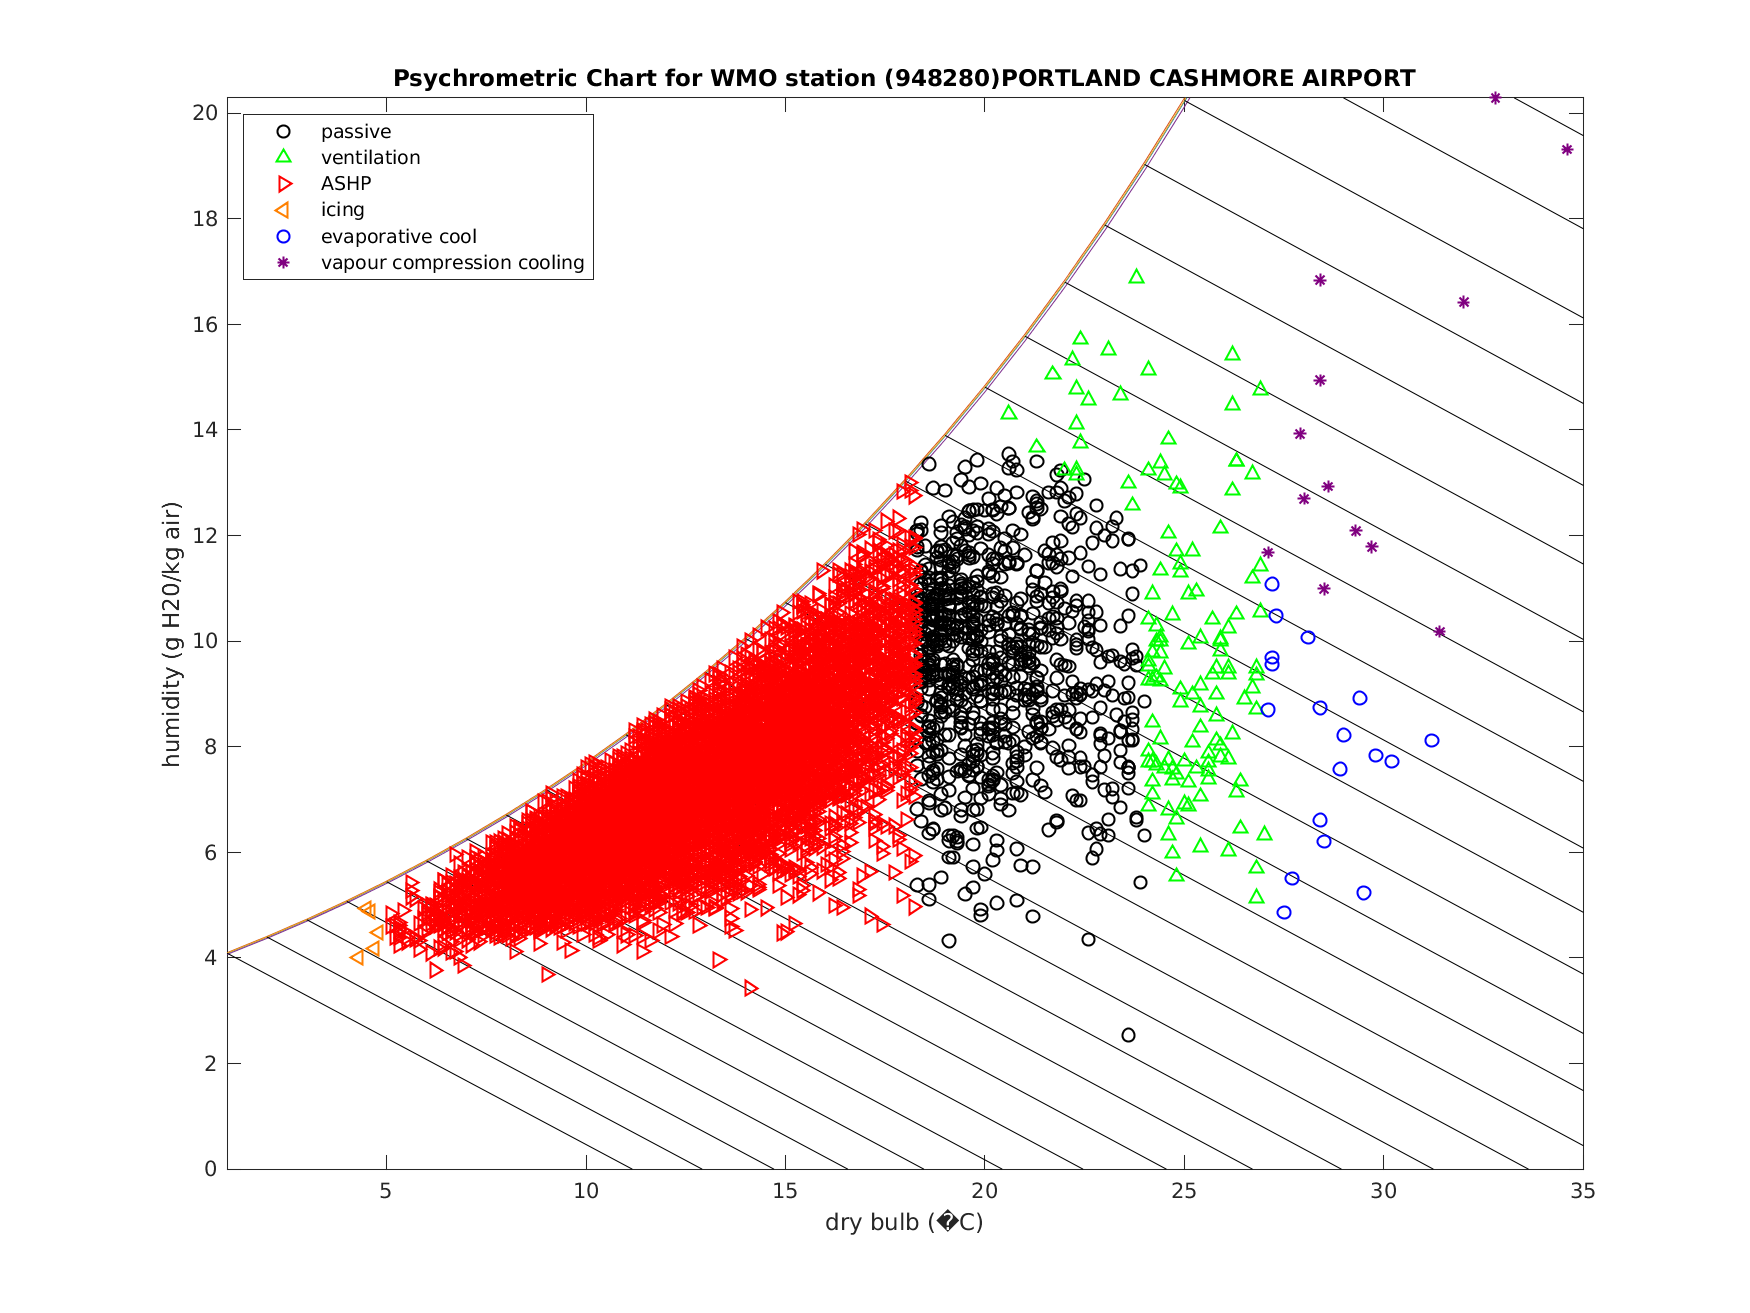 Psychrometric Chart for WMO station (948280)PORTLAND CASHMORE AIRPORT
passive
ventilation
ASHP
icing
evaporative cool
vapour compression cooling
humidity (g H20/kg air)
20
18
16
14
12
10
8
6
4
2
0
5
10
15
20
25
30
35
dry bulb (�C)